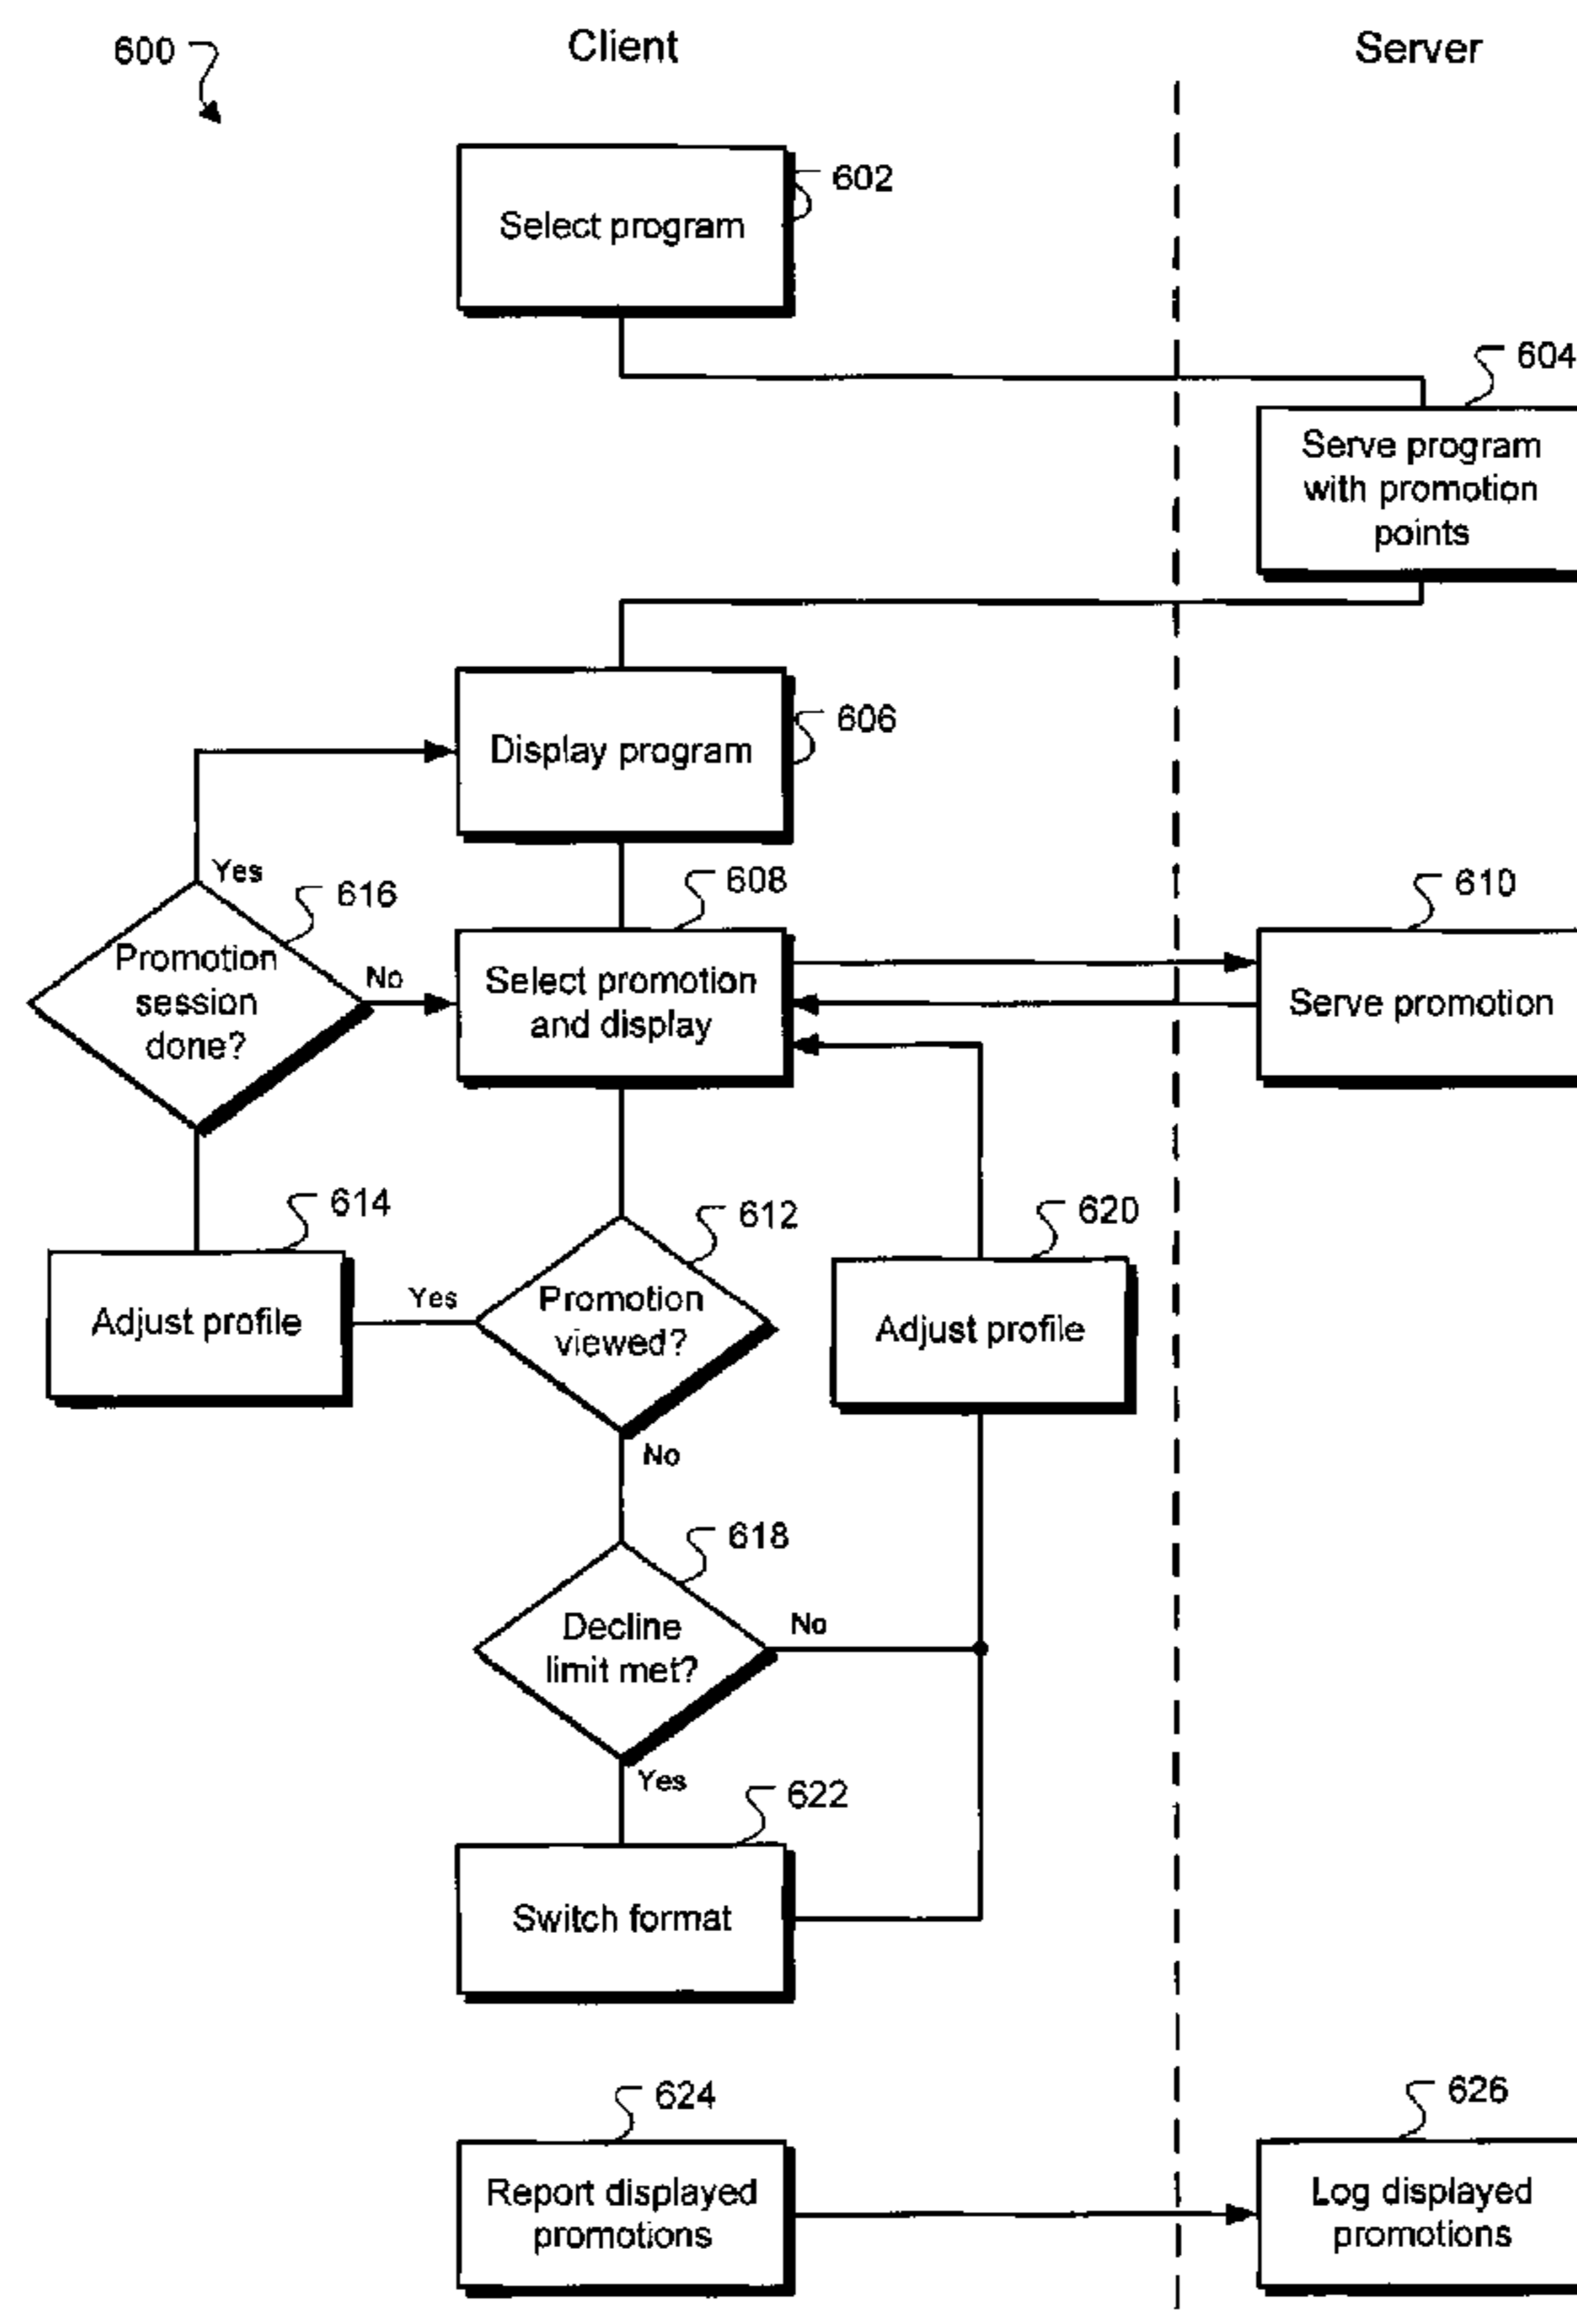 600
Client
Server
602
Select program
604
Serve program
with promotion
points
606
Display program
Yes
616
608
610
Promotion
session
done?
No
Select promotion
and display
Serve promotion
614
612
620
Adjust profile
Yes
Promotion
viewed?
Adjust profile
No
618
Decline
limit met?
No
Yes
622
Switch format
624
626
Report displayed
promotions
Log displayed
promotions